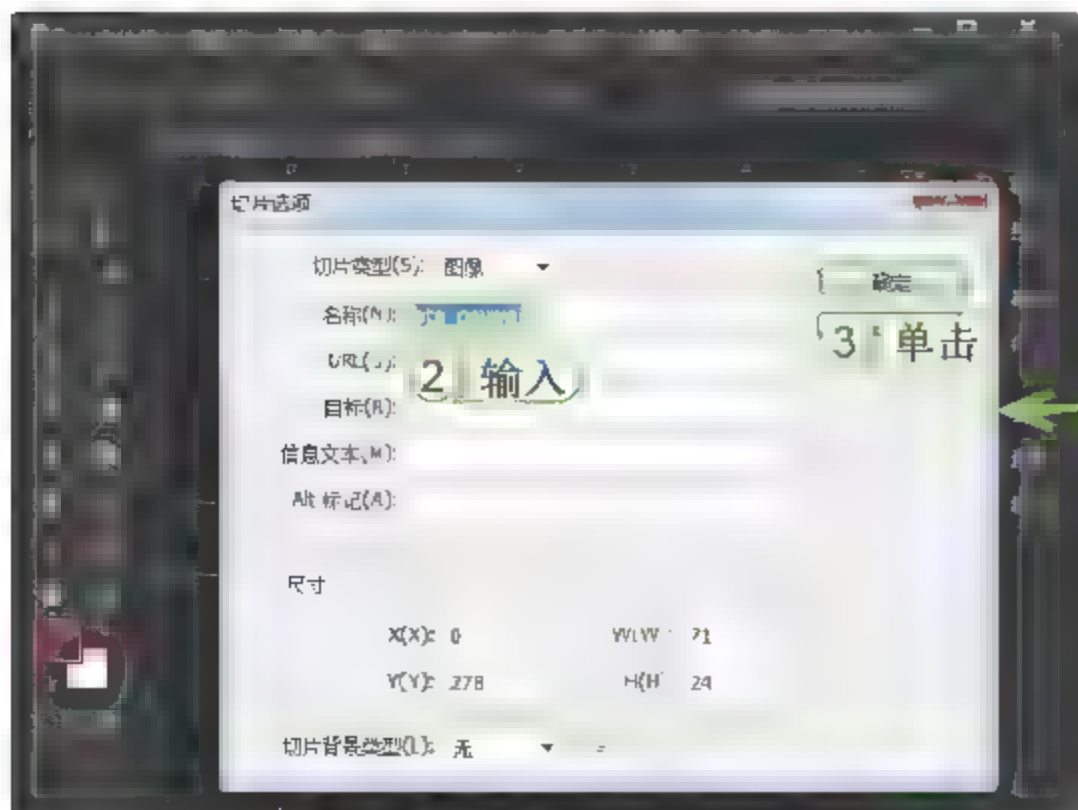 切片选项
切片类型(S): 图像
确定
名称(N):
3 单击
URL(U):
2 输入
目标(R):
信息文本(M):
Alt 标记(A):
尺寸
X(X): 0 W(W): 71
Y(Y): 278 H(H): 24
切片背景类型(L): 无